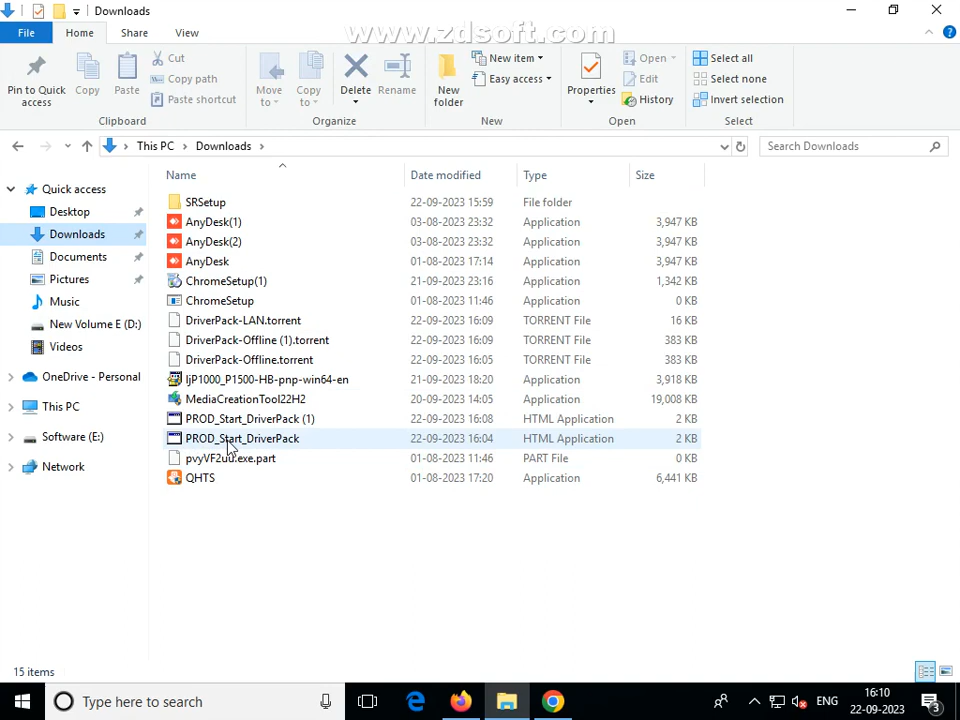 Downloads
www.zdsoft.com
File Home Share View
Pin to Quick access
Copy
Paste
Cut
Copy path
Paste shortcut
Clipboard
Move to
Copy to
Delete
Rename
Organize
New folder
New item
Easy access
New
Properties
Open
Edit
History
Open
Select all
Select none
Invert selection
Select
This PC > Downloads >
Search Downloads
Name Date modified Type Size
Quick access
Desktop
Downloads
Documents
Pictures
Music
New Volume E (D:)
Videos
OneDrive - Personal
This PC
Software (E:)
Network
SRSetup 22-09-2023 15:59 File folder
AnyDesk(1) 03-08-2023 23:32 Application 3,947 KB
AnyDesk(2) 03-08-2023 23:32 Application 3,947 KB
AnyDesk 01-08-2023 17:14 Application 3,947 KB
ChromeSetup(1) 21-09-2023 23:16 Application 1,342 KB
ChromeSetup 01-08-2023 11:46 Application 0 KB
DriverPack-LAN.torrent 22-09-2023 16:09 TORRENT File 16 KB
DriverPack-Offline (1).torrent 22-09-2023 16:09 TORRENT File 383 KB
DriverPack-Offline.torrent 22-09-2023 16:05 TORRENT File 383 KB
ljP1000_P1500-HB-pnp-win64-en 21-09-2023 18:20 Application 3,918 KB
MediaCreationTool22H2 20-09-2023 14:05 Application 19,008 KB
PROD_Start_DriverPack (1) 22-09-2023 16:08 HTML Application 2 KB
PROD_Start_DriverPack 22-09-2023 16:04 HTML Application 2 KB
pvyVF2uu.exe.part 01-08-2023 11:46 PART File 0 KB
QHTS 01-08-2023 17:20 Application 6,441 KB
15 items
Type here to search
ENG
16:10
22-09-2023
3